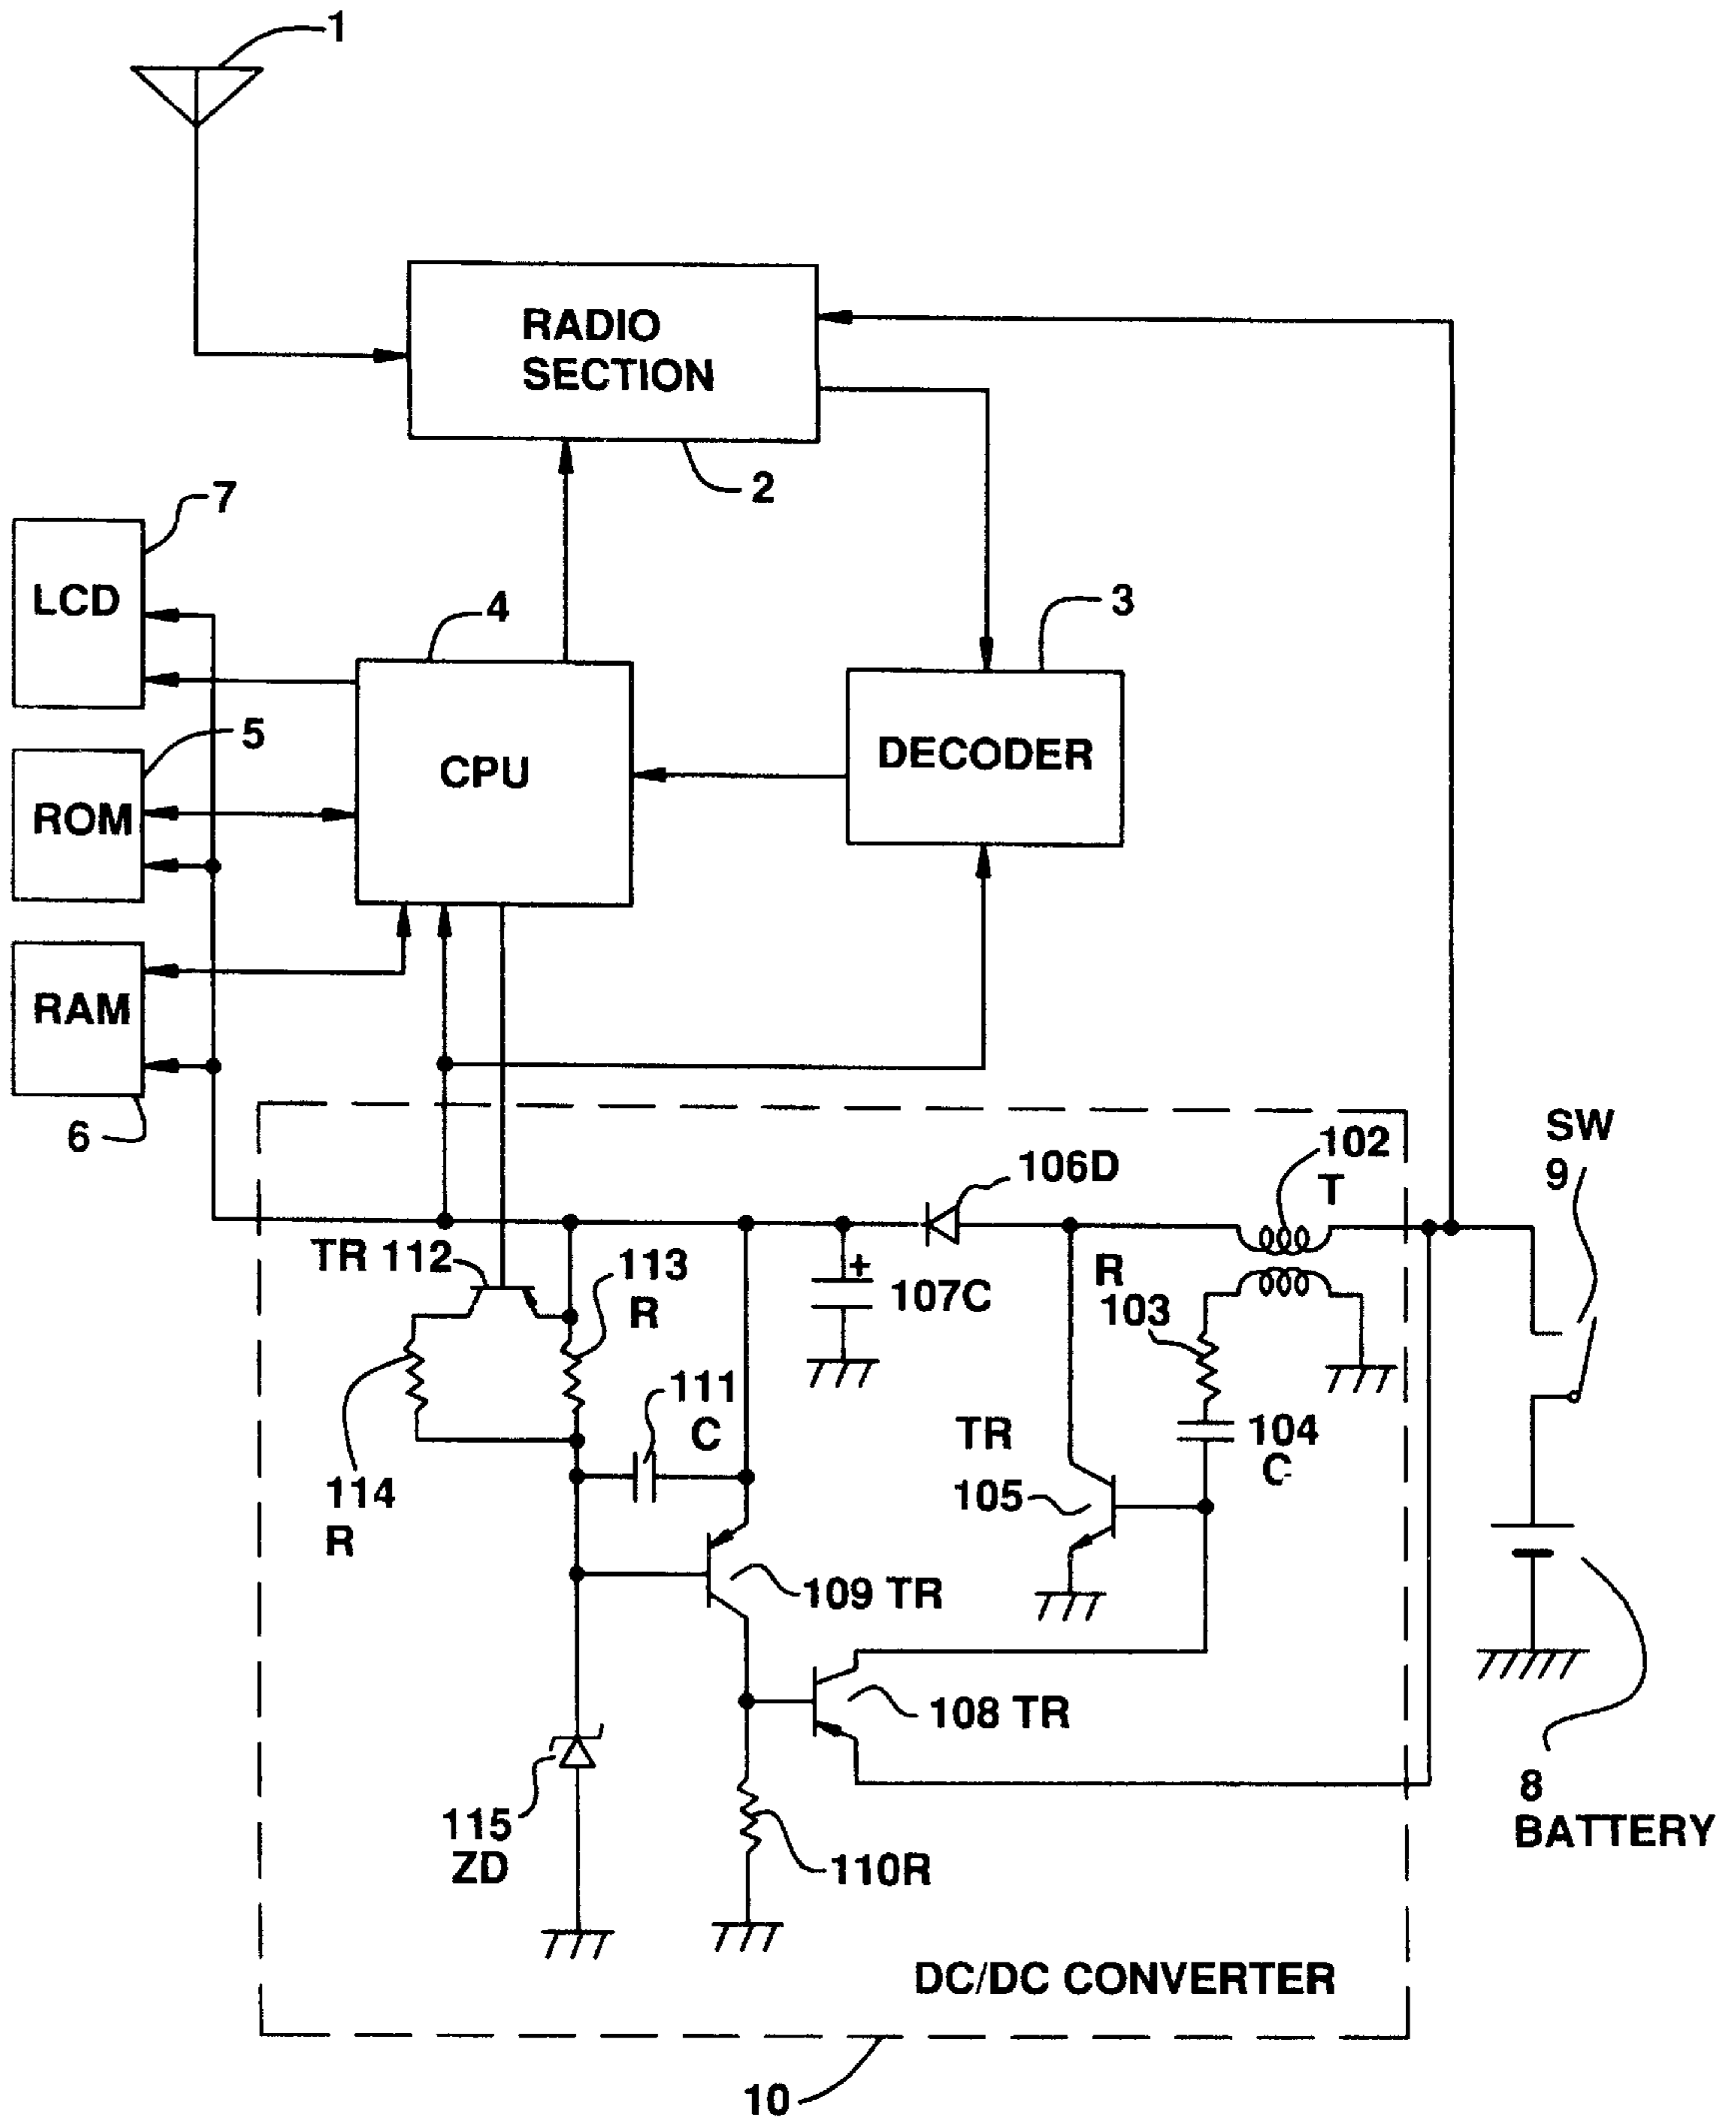 1
RADIO
SECTION
2
7
LCD
4
3
5
CPU
DECODER
ROM
RAM
6
SW
9
102
T
106D
TR 112
113
R
107C
R
103
111
C
TR
105
104
C
114
R
109 TR
108 TR
115
ZD
110R
8
BATTERY
DC/DC CONVERTER
10
+